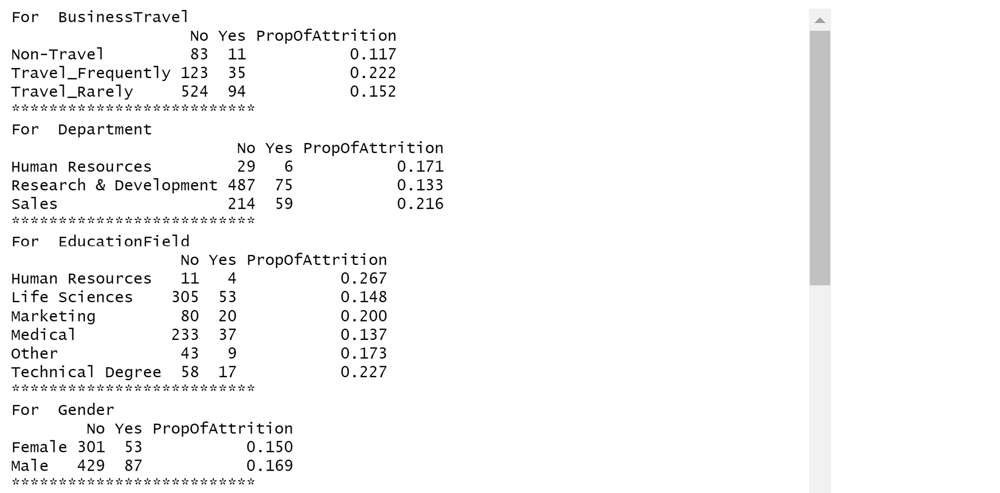 For  BusinessTravel
                   No Yes PropOfAttrition
Non-Travel         83  11           0.117
Travel_Frequently 123  35           0.222
Travel_Rarely     524  94           0.152
**************************
For  Department
                        No Yes PropOfAttrition
Human Resources         29   6           0.171
Research & Development 487  75           0.133
Sales                  214  59           0.216
**************************
For  EducationField
                  No Yes PropOfAttrition
Human Resources   11   4           0.267
Life Sciences    305  53           0.148
Marketing         80  20           0.200
Medical          233  37           0.137
Other             43   9           0.173
Technical Degree  58  17           0.227
**************************
For  Gender
        No Yes PropOfAttrition
Female 301  53           0.150
Male   429  87           0.169
**************************